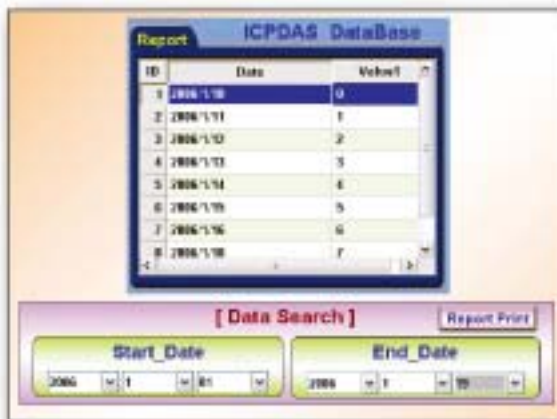 Report
ICPDAS DataBase
ID Date Value1
1 2006/1/10 0
2 2006/1/11 1
3 2006/1/12 2
4 2006/1/13 3
5 2006/1/14 4
6 2006/1/15 5
7 2006/1/16 6
8 2006/1/18 7
[ Data Search ]
Report Print
Start_Date
End_Date
2006 1 01
2006 1 19